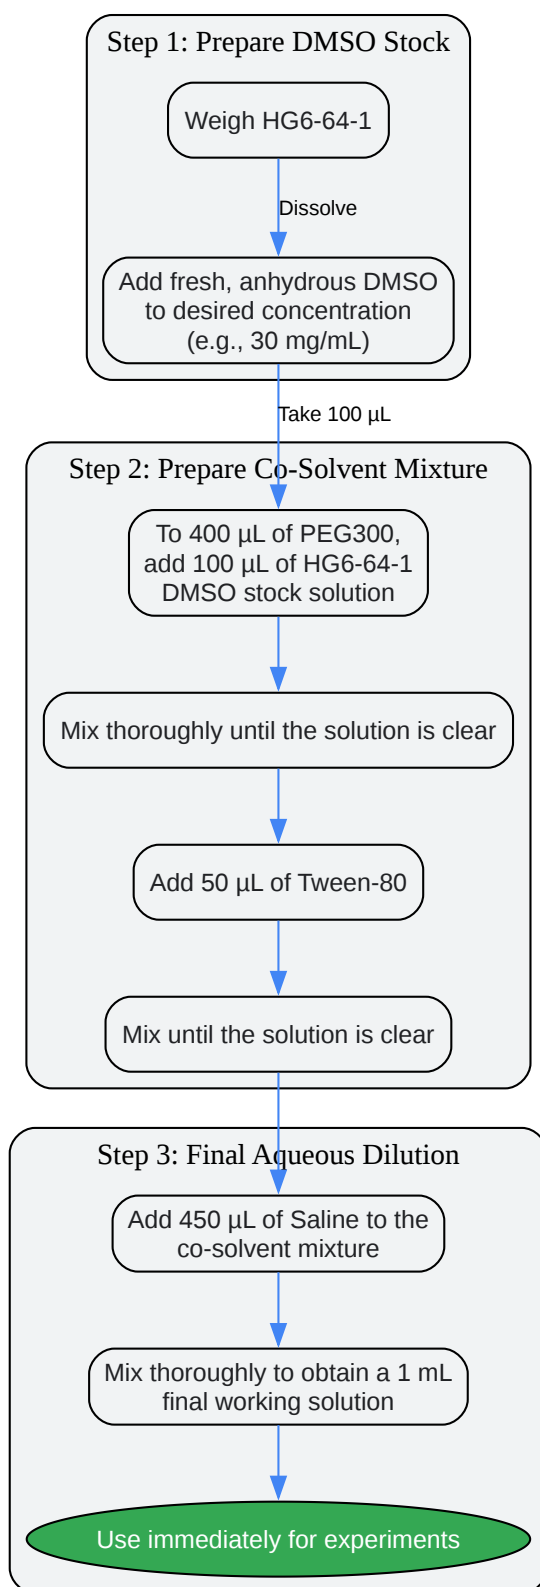 Step 1: Prepare DMSO Stock
Weigh HG6-64-1
Dissolve
Add fresh, anhydrous DMSO
to desired concentration
(e.g., 30 mg/mL)
Take 100 µL
Step 2: Prepare Co-Solvent Mixture
To 400 µL of PEG300,
add 100 µL of HG6-64-1
DMSO stock solution
Mix thoroughly until the solution is clear
Add 50 µL of Tween-80
Mix until the solution is clear
Step 3: Final Aqueous Dilution
Add 450 µL of Saline to the
co-solvent mixture
Mix thoroughly to obtain a 1 mL
final working solution
Use immediately for experiments